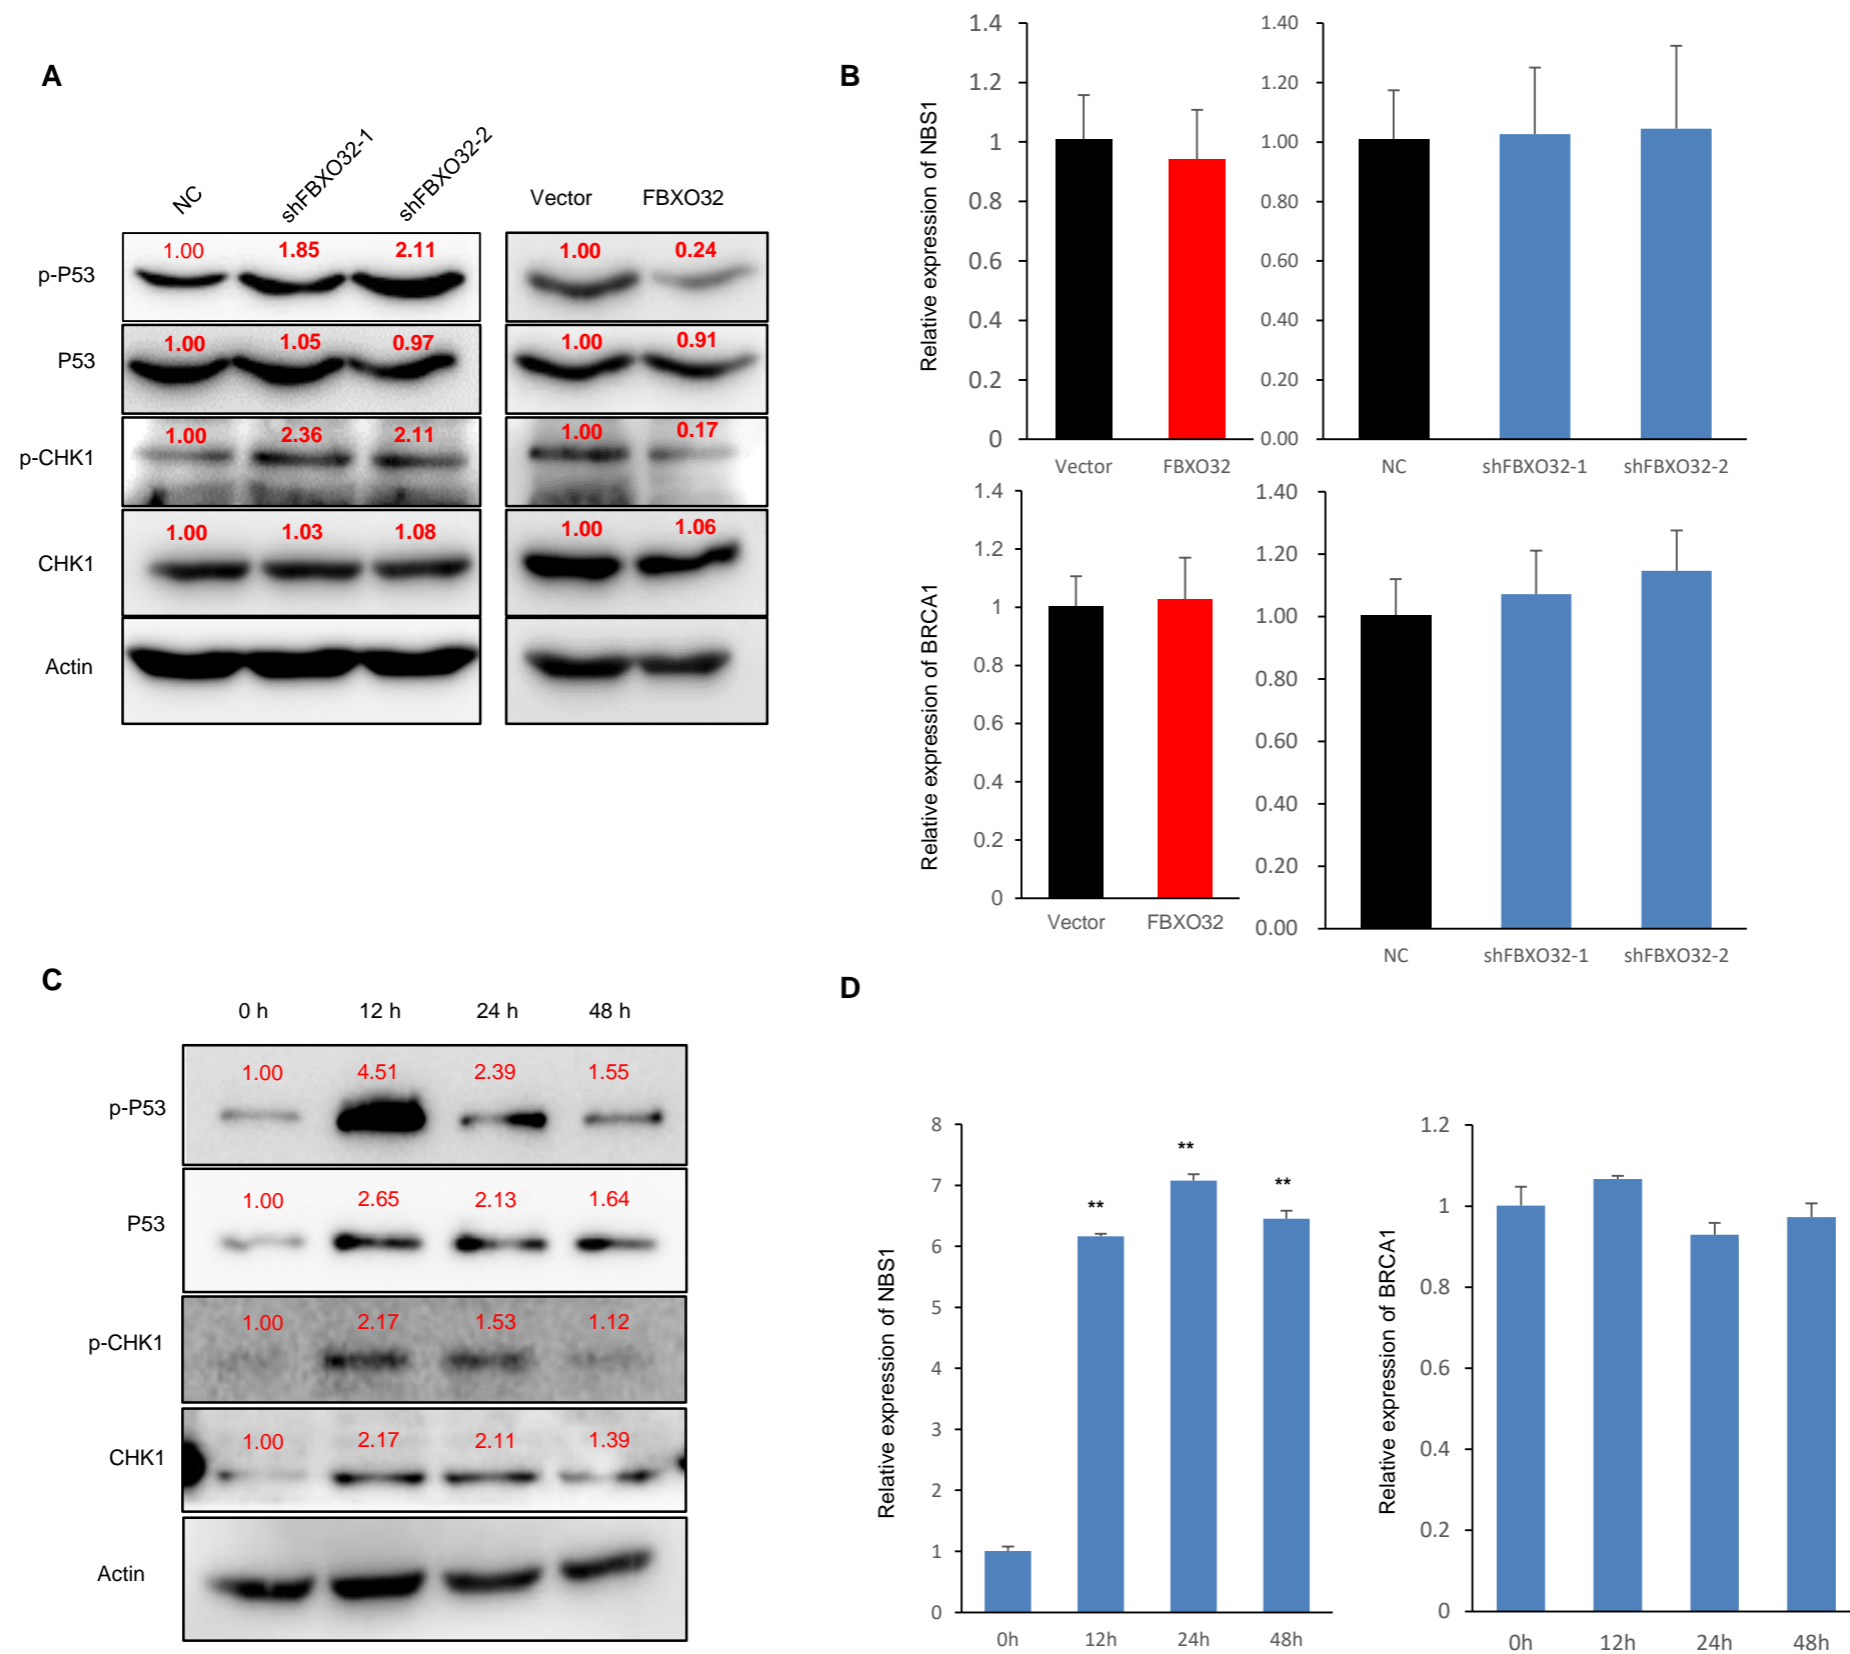 A
NC
shFBXO32-1
shFBXO32-2
Vector
FBXO32
p-P53
1.00
1.85
2.11
1.00
0.24
P53
1.00
1.05
0.97
1.00
0.91
p-CHK1
1.00
2.36
2.11
1.00
0.17
CHK1
1.00
1.03
1.08
1.00
1.06
Actin
B
Relative expression of NBS1
1.4
1.2
1
0.8
0.6
0.4
0.2
0
Vector
FBXO32
1.40
1.20
1.00
0.80
0.60
0.40
0.20
0.00
NC
shFBXO32-1
shFBXO32-2
Relative expression of BRCA1
1.4
1.2
1
0.8
0.6
0.4
0.2
0
Vector
FBXO32
1.40
1.20
1.00
0.80
0.60
0.40
0.20
0.00
NC
shFBXO32-1
shFBXO32-2
C
0 h
12 h
24 h
48 h
p-P53
1.00
4.51
2.39
1.55
P53
1.00
2.65
2.13
1.64
p-CHK1
1.00
2.17
1.53
1.12
CHK1
1.00
2.17
2.11
1.39
Actin
D
Relative expression of NBS1
8
7
6
5
4
3
2
1
0
**
**
**
0h
12h
24h
48h
Relative expression of BRCA1
1.2
1
0.8
0.6
0.4
0.2
0
0h
12h
24h
48h